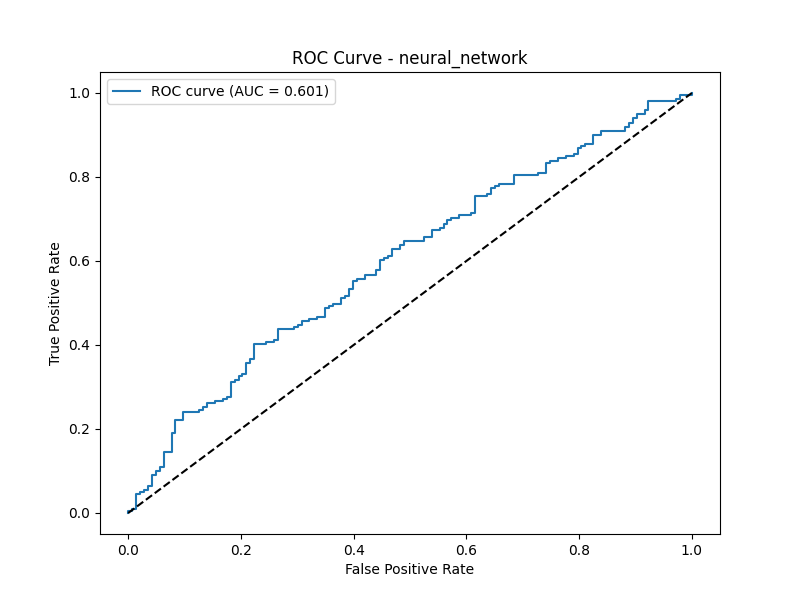 ROC Curve - neural_network
ROC curve (AUC = 0.601)
1.0
0.8
0.6
0.4
0.2
0.0
True Positive Rate
0.0 0.2 0.4 0.6 0.8 1.0
False Positive Rate